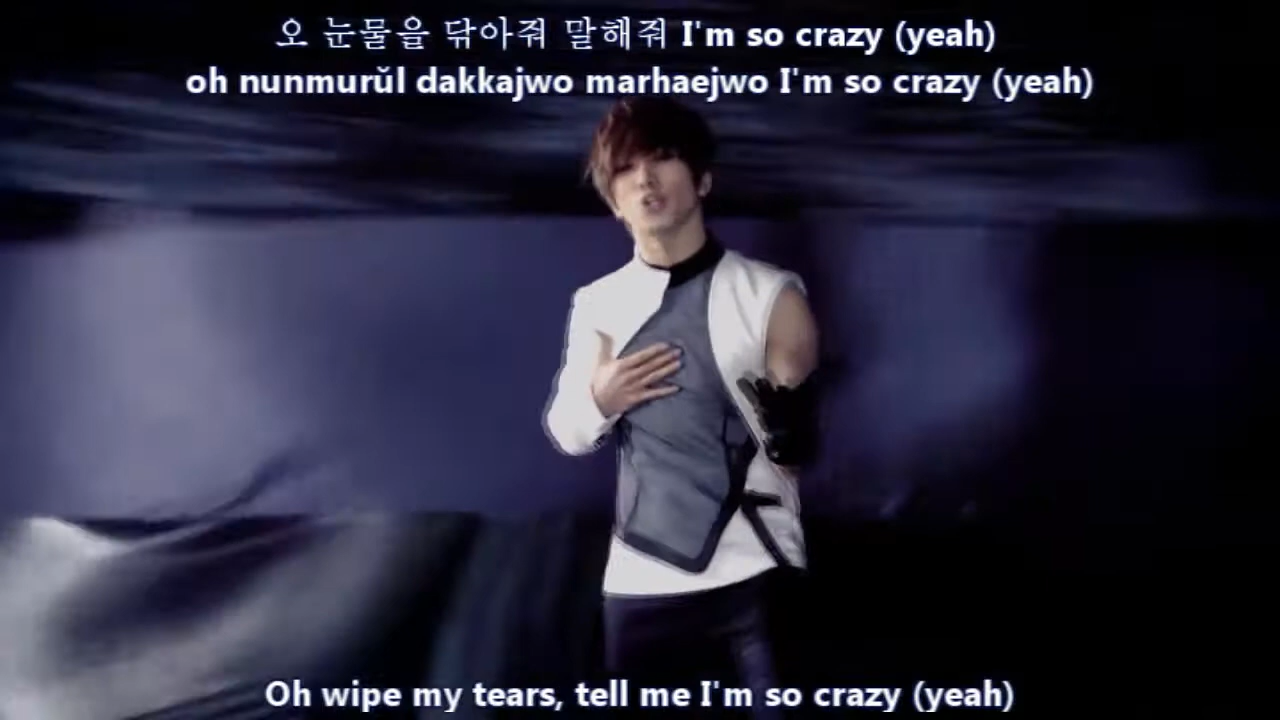 오 눈물을 닦아줘 말해줘 I'm so crazy (yeah)
oh nunmurŭl dakkajwo marhaejwo I'm so crazy (yeah)
Oh wipe my tears, tell me I'm so crazy (yeah)